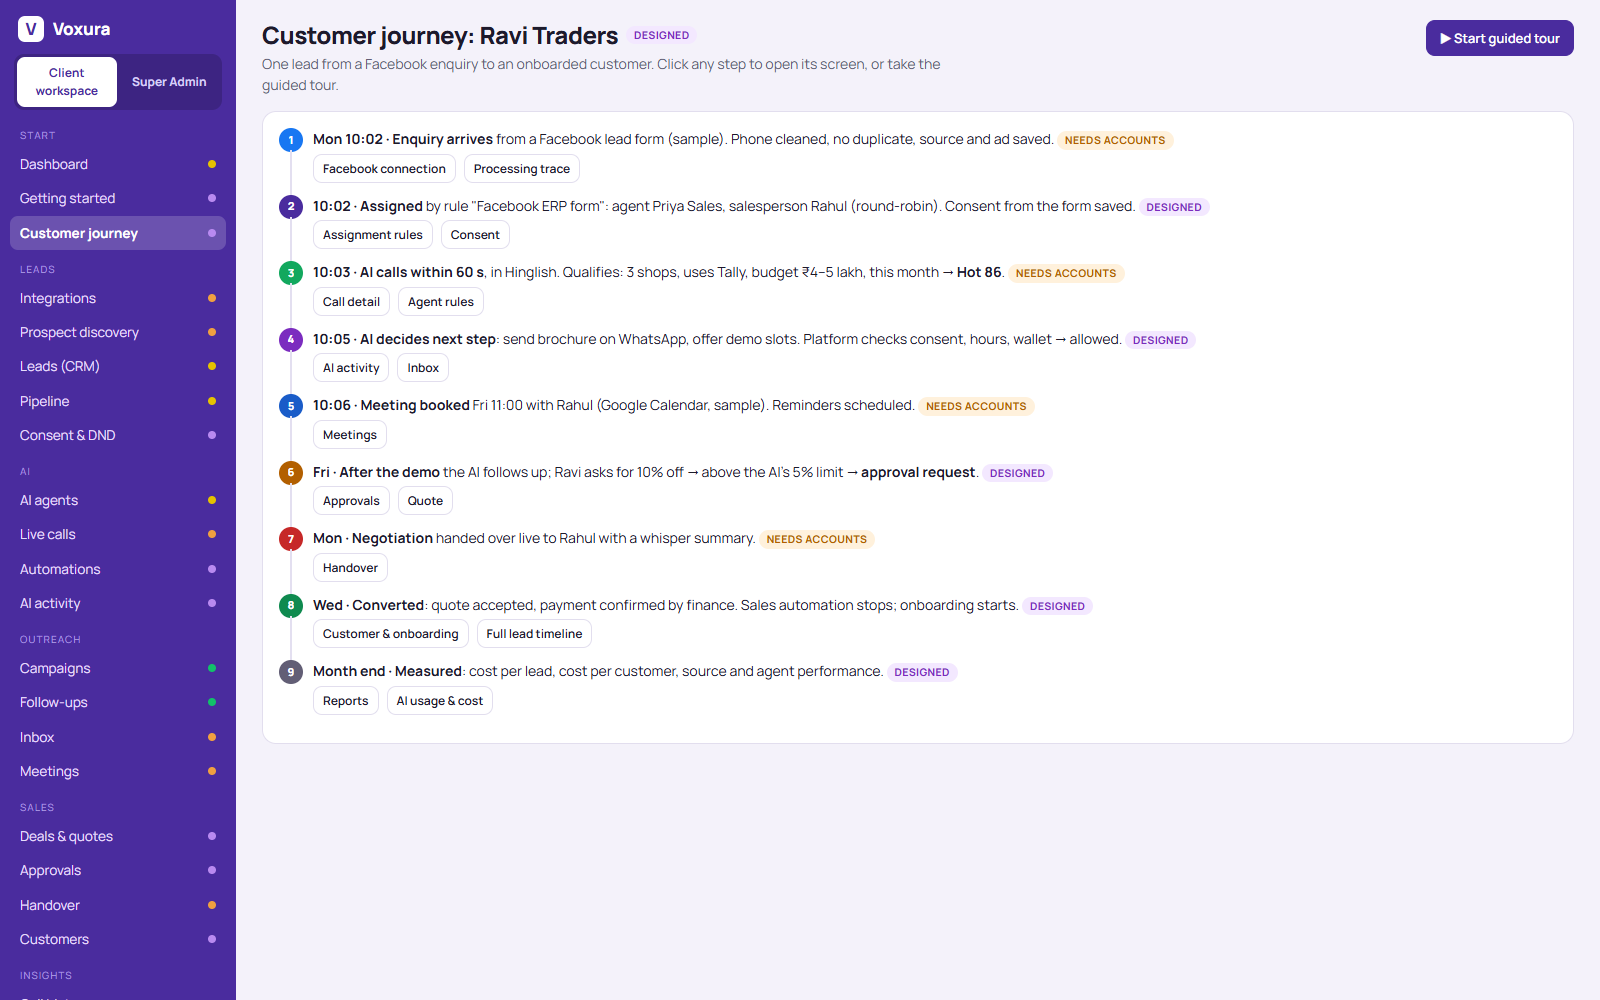 V Voxura
Client workspace
Super Admin
START
Dashboard
Getting started
Customer journey
LEADS
Integrations
Prospect discovery
Leads (CRM)
Pipeline
Consent & DND
AI
AI agents
Live calls
Automations
AI activity
OUTREACH
Campaigns
Follow-ups
Inbox
Meetings
SALES
Deals & quotes
Approvals
Handover
Customers
INSIGHTS
Customer journey: Ravi Traders DESIGNED
▶ Start guided tour
One lead from a Facebook enquiry to an onboarded customer. Click any step to open its screen, or take the
guided tour.
1 Mon 10:02 · Enquiry arrives from a Facebook lead form (sample). Phone cleaned, no duplicate, source and ad saved. NEEDS ACCOUNTS
Facebook connection Processing trace
2 10:02 · Assigned by rule "Facebook ERP form": agent Priya Sales, salesperson Rahul (round-robin). Consent from the form saved. DESIGNED
Assignment rules Consent
3 10:03 · AI calls within 60 s, in Hinglish. Qualifies: 3 shops, uses Tally, budget ₹4–5 lakh, this month → Hot 86. NEEDS ACCOUNTS
Call detail Agent rules
4 10:05 · AI decides next step: send brochure on WhatsApp, offer demo slots. Platform checks consent, hours, wallet → allowed. DESIGNED
AI activity Inbox
5 10:06 · Meeting booked Fri 11:00 with Rahul (Google Calendar, sample). Reminders scheduled. NEEDS ACCOUNTS
Meetings
6 Fri · After the demo the AI follows up; Ravi asks for 10% off → above the AI's 5% limit → approval request. DESIGNED
Approvals Quote
7 Mon · Negotiation handed over live to Rahul with a whisper summary. NEEDS ACCOUNTS
Handover
8 Wed · Converted: quote accepted, payment confirmed by finance. Sales automation stops; onboarding starts. DESIGNED
Customer & onboarding Full lead timeline
9 Month end · Measured: cost per lead, cost per customer, source and agent performance. DESIGNED
Reports AI usage & cost